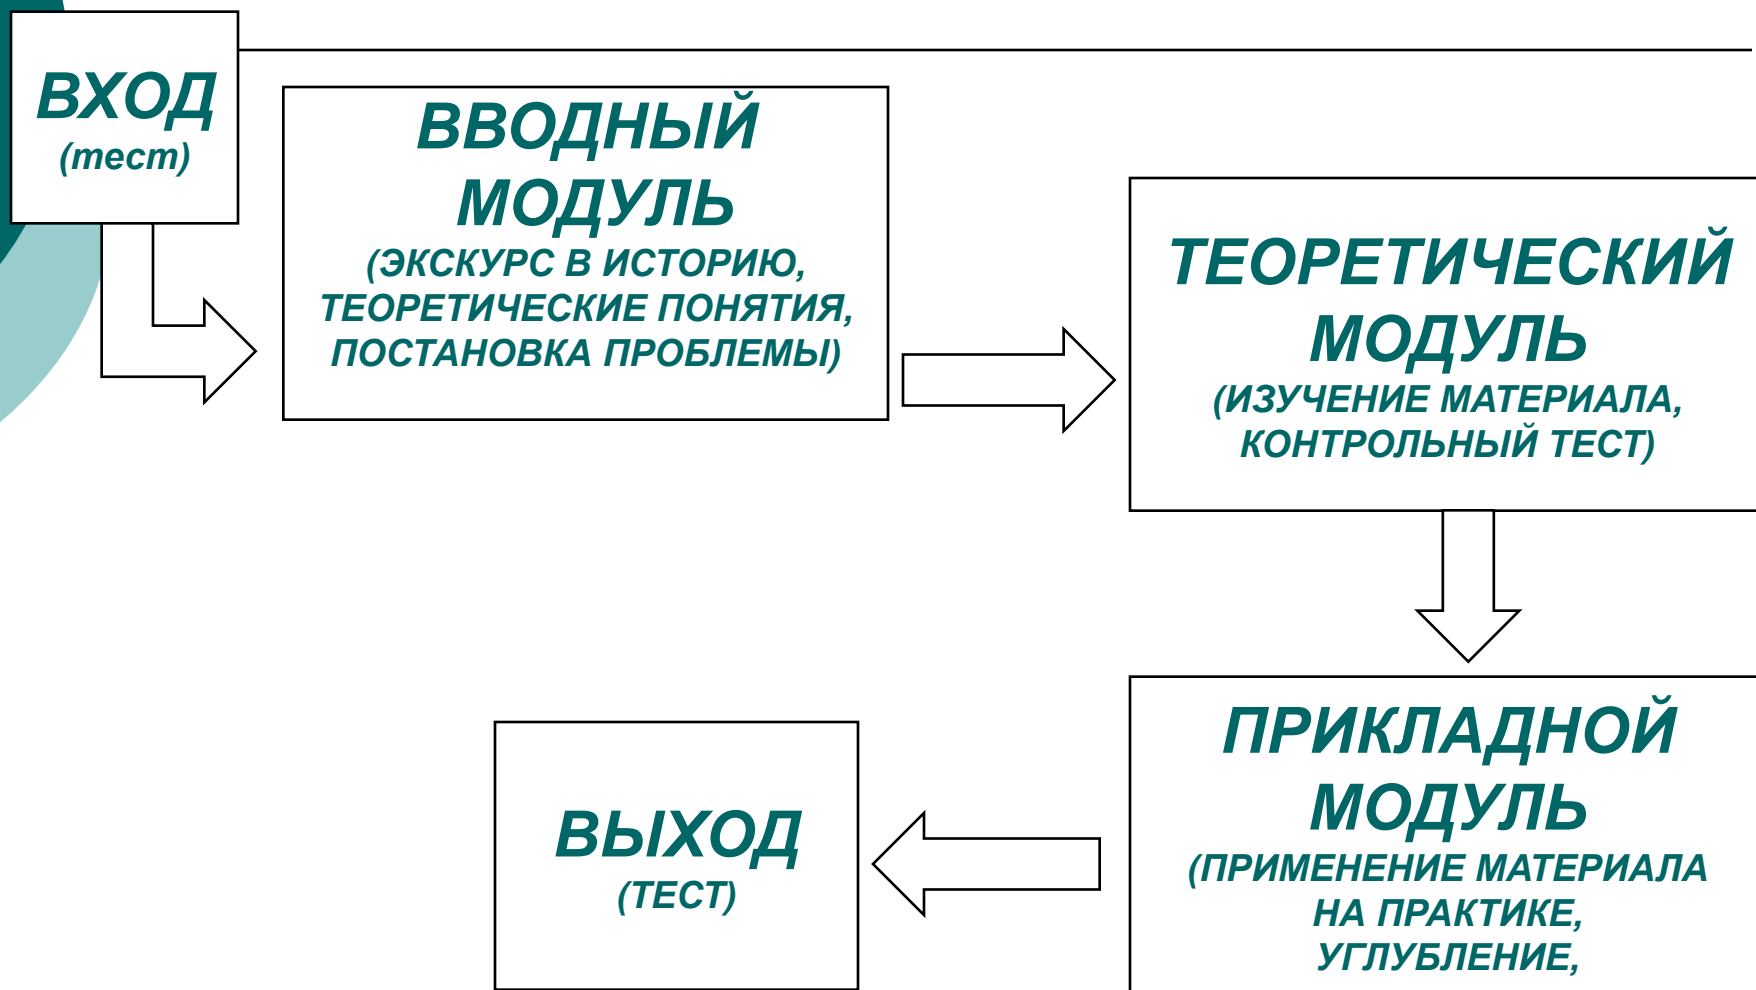 ВХОД
(тест)
ВВОДНЫЙ
МОДУЛЬ
(ЭКСКУРС В ИСТОРИЮ,
ТЕОРЕТИЧЕСКИЕ ПОНЯТИЯ,
ПОСТАНОВКА ПРОБЛЕМЫ)
ТЕОРЕТИЧЕСКИЙ
МОДУЛЬ
(ИЗУЧЕНИЕ МАТЕРИАЛА,
КОНТРОЛЬНЫЙ ТЕСТ)
ПРИКЛАДНОЙ
МОДУЛЬ
(ПРИМЕНЕНИЕ МАТЕРИАЛА
НА ПРАКТИКЕ,
УГЛУБЛЕНИЕ,
ВЫХОД
(ТЕСТ)